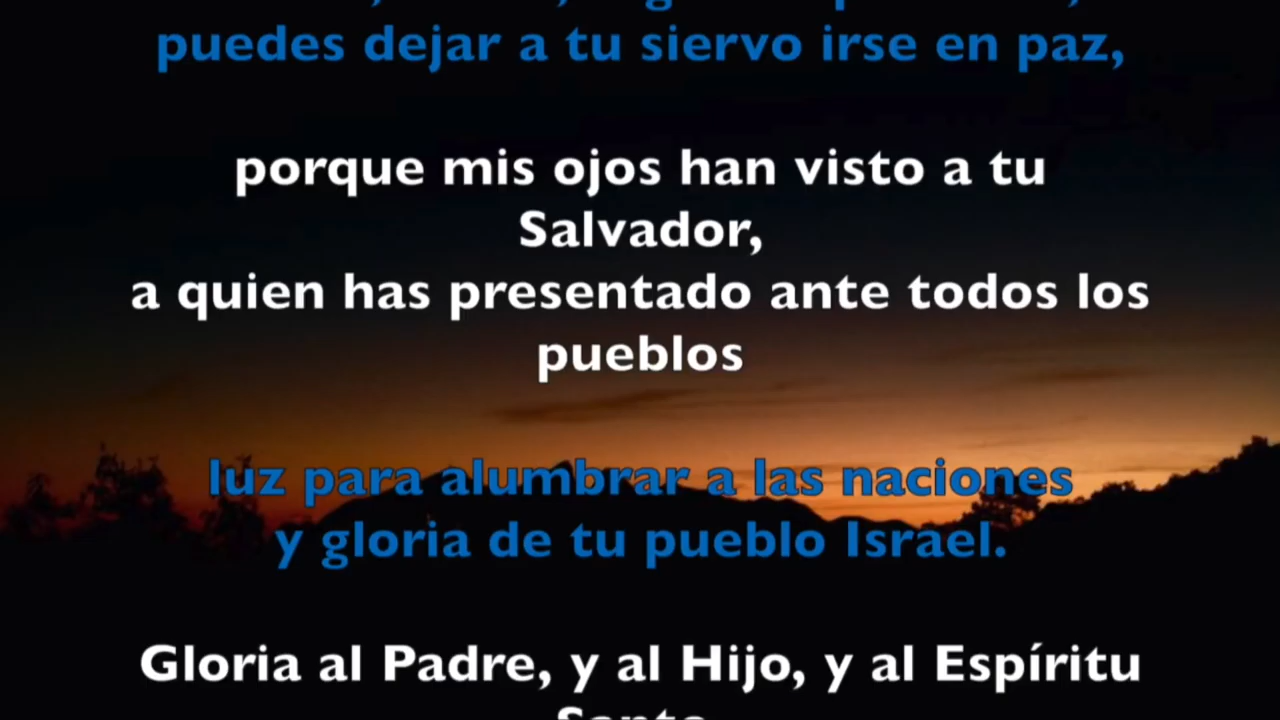 puedes dejar a tu siervo irse en paz,
porque mis ojos han visto a tu
Salvador,
a quien has presentado ante todos los
pueblos
luz para alumbrar a las naciones
y gloria de tu pueblo Israel.
Gloria al Padre, y al Hijo, y al Espíritu